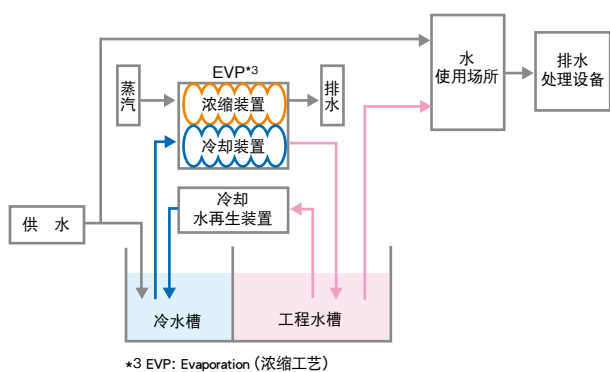 EVP*3
蒸汽
浓缩装置
排水
冷却装置
水
使用场所
排水
处理设备
供 水
冷却
水再生装置
冷水槽
工程水槽
*3 EVP: Evaporation (浓缩工艺)